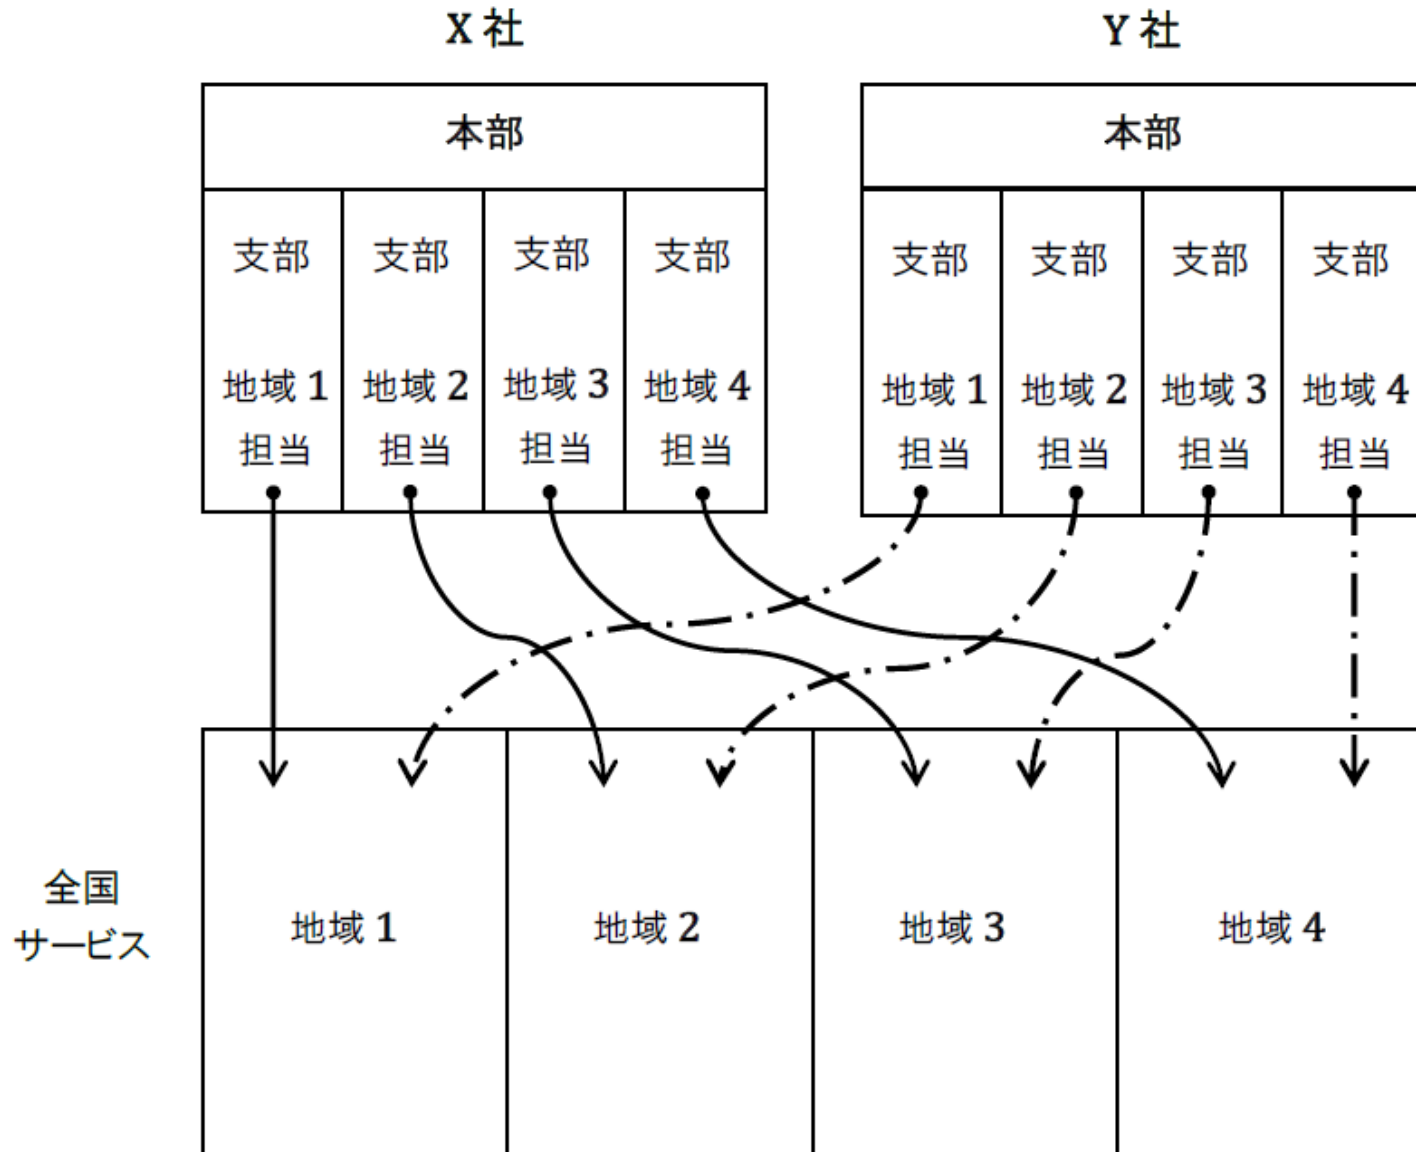 X 社
Y 社
本部
本部
支部
支部
支部
支部
支部
支部
支部
支部
地域 1
担当
地域 2
担当
地域 3
担当
地域 4
担当
地域 1
担当
地域 2
担当
地域 3
担当
地域 4
担当
全国
サービス
地域 1
地域 2
地域 3
地域 4